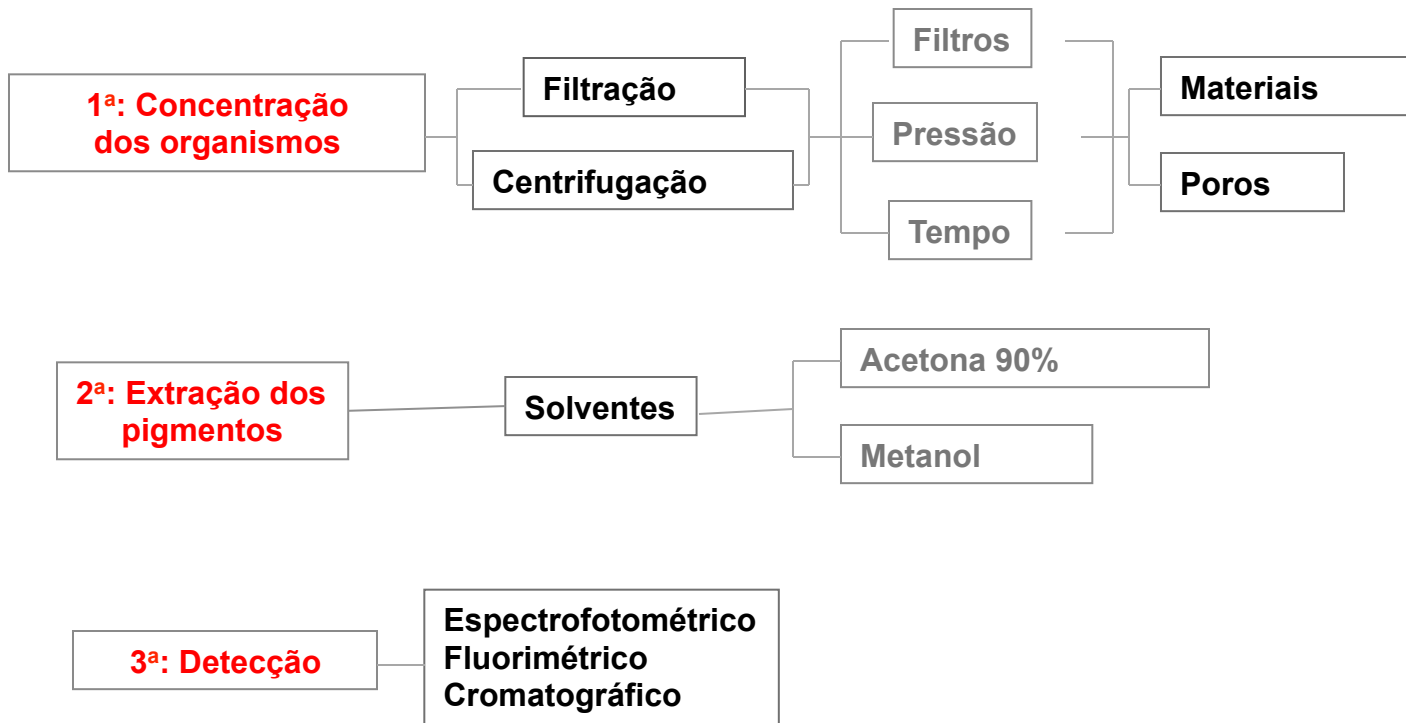 1ª: Concentração
dos organismos
Filtração
Centrifugação
Filtros
Pressão
Tempo
Materiais
Poros
2ª: Extração dos
pigmentos
Solventes
Acetona 90%
Metanol
3ª: Detecção
Espectrofotométrico
Fluorimétrico
Cromatográfico